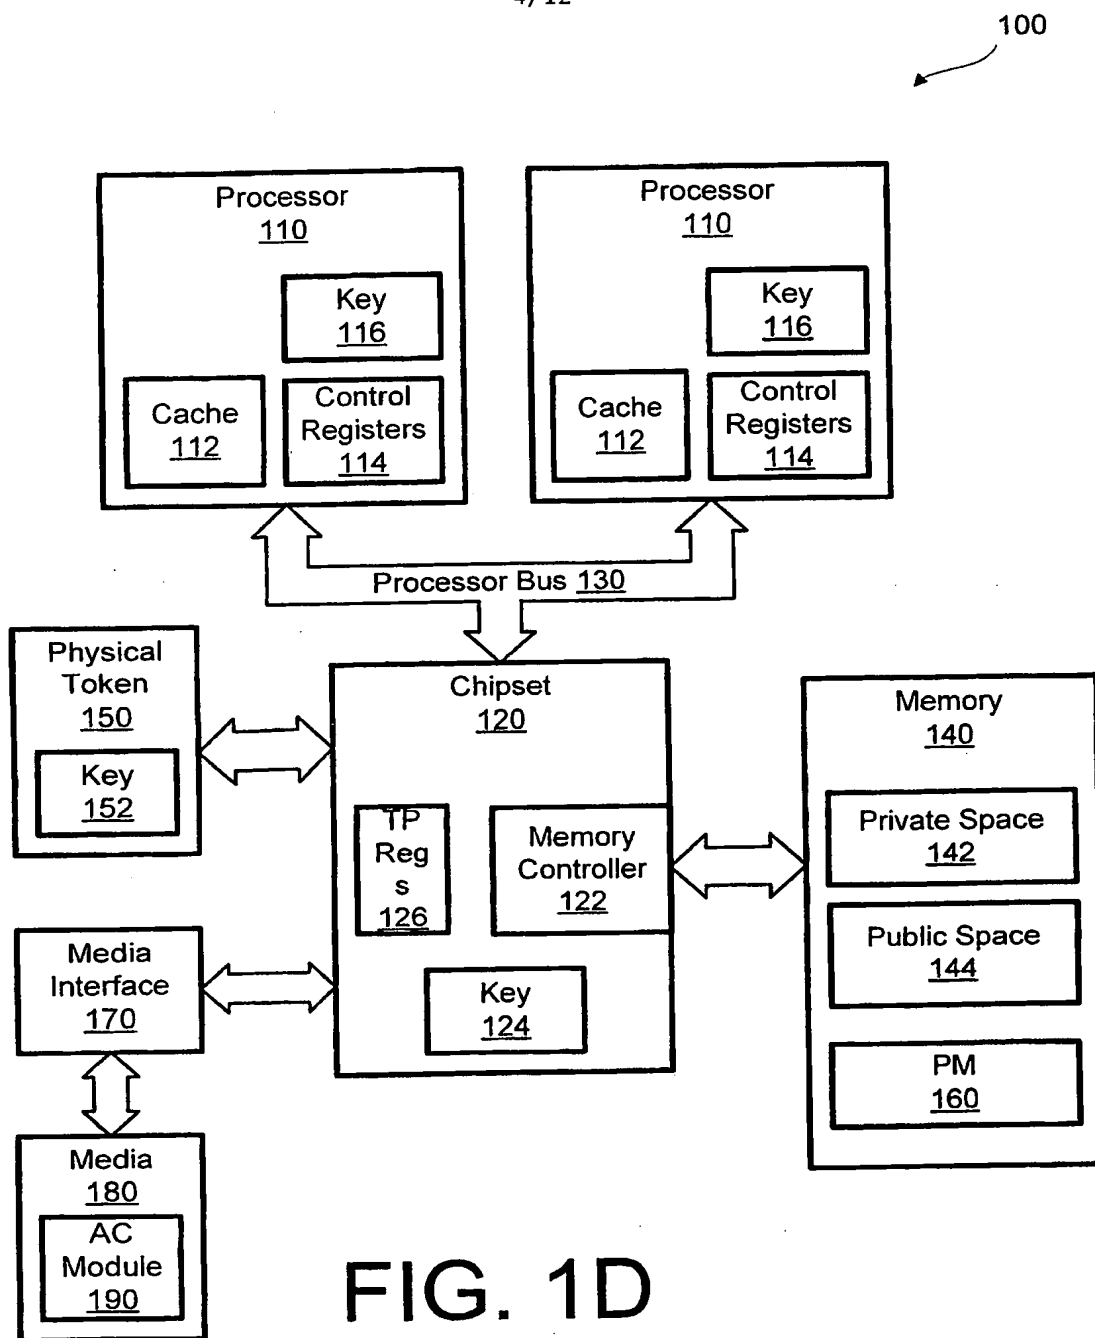 4/12
100
Processor
110
Key
116
Cache
112
Control
Registers
114
Processor
110
Key
116
Cache
112
Control
Registers
114
Processor Bus 130
Physical
Token
150
Key
152
Chipset
120
TP
Reg
s
126
Memory
Controller
122
Key
124
Memory
140
Private Space
142
Public Space
144
PM
160
Media
Interface
170
Media
180
AC
Module
190
FIG. 1D